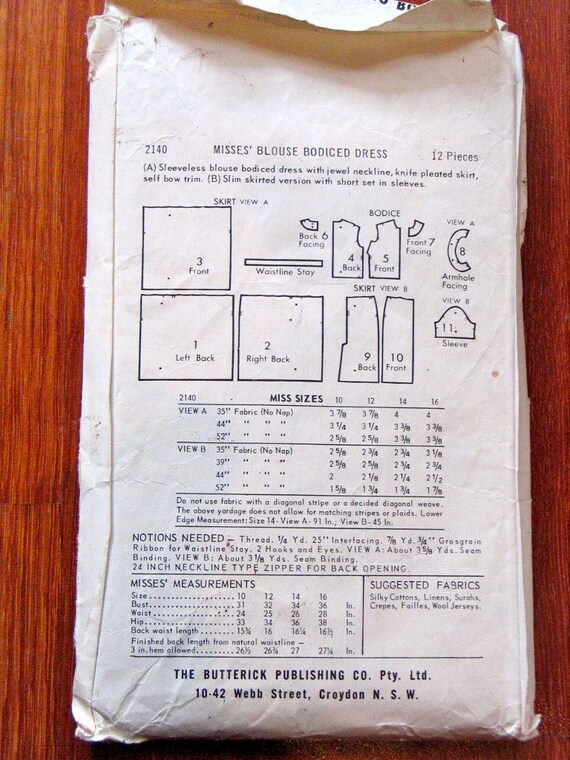 2140 MISSES' BLOUSE BODICED DRESS 12 Pieces
(A) Sleeveless blouse bodiced dress with jewel neckline, knife pleated skirt,
self bow trim. (B) Slim skirted version with short set in sleeves.
SKIRT VIEW A
BODICE
VIEW A
3
Front
Back 6
Facing
4
Back
5
Front
Front 7
Facing
8
Armhole
Facing
Waistline Stay
SKIRT VIEW B
VIEW B
1
Left Back
2
Right Back
9
Back
10
Front
11.
Sleeve
2140 MISS SIZES 10 12 14 16
VIEW A 35" Fabric (No Nap) 3 7/8 3 7/8 4 4
44" " " " 3 1/4 3 1/4 3 3/8 3 3/8
52" " " " 2 5/8 2 5/8 3 3/8 3 3/8
VIEW B 35" Fabric (No Nap) 2 5/8 2 3/4 2 3/4 3 1/8
39" " " " 2 5/8 2 5/8 2 3/4 2 3/4
44" " " " 2 2 1/8 2 1/4 2 1/2
52" " " " 1 5/8 1 3/4 1 3/4 1 7/8
Do not use fabric with a diagonal stripe or a decided diagonal weave.
The above yardage does not allow for matching stripes or plaids. Lower
Edge Measurement: Size 14 - View A - 91 In.; View B - 45 In.
NOTIONS NEEDED – Thread. 1/4 Yd. 25" Interfacing. 7/8 Yd. 3/4" Grosgrain
Ribbon for Waistline Stay. 2 Hooks and Eyes. VIEW A: About 3 5/8 Yds. Seam
Binding. VIEW B: About 3 1/8 Yds. Seam Binding.
24 INCH NECKLINE TYPE ZIPPER FOR BACK OPENING.
MISSES' MEASUREMENTS
Size 10 12 14 16
Bust 31 32 34 36 In.
Waist 24 25 26 28 In.
Hip 33 34 36 38 In.
Back waist length 15 3/4 16 16 1/4 16 1/2 In.
Finished back length from natural waistline –
3 in. hem allowed 26 1/2 26 3/4 27 27 1/4 In.
SUGGESTED FABRICS
Silky Cottons, Linens, Surahs,
Crepes, Failles, Wool Jerseys.
THE BUTTERICK PUBLISHING CO. Pty. Ltd.
10-42 Webb Street, Croydon N. S. W.